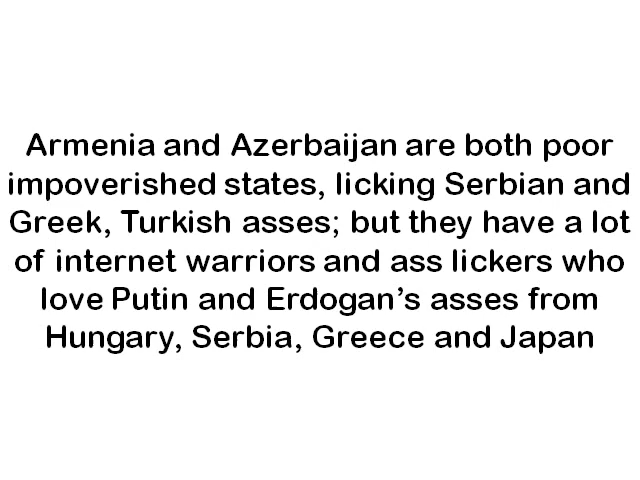 Armenia and Azerbaijan are both poor
impoverished states, licking Serbian and
Greek, Turkish asses; but they have a lot
of internet warriors and ass lickers who
love Putin and Erdogan’s asses from
Hungary, Serbia, Greece and Japan